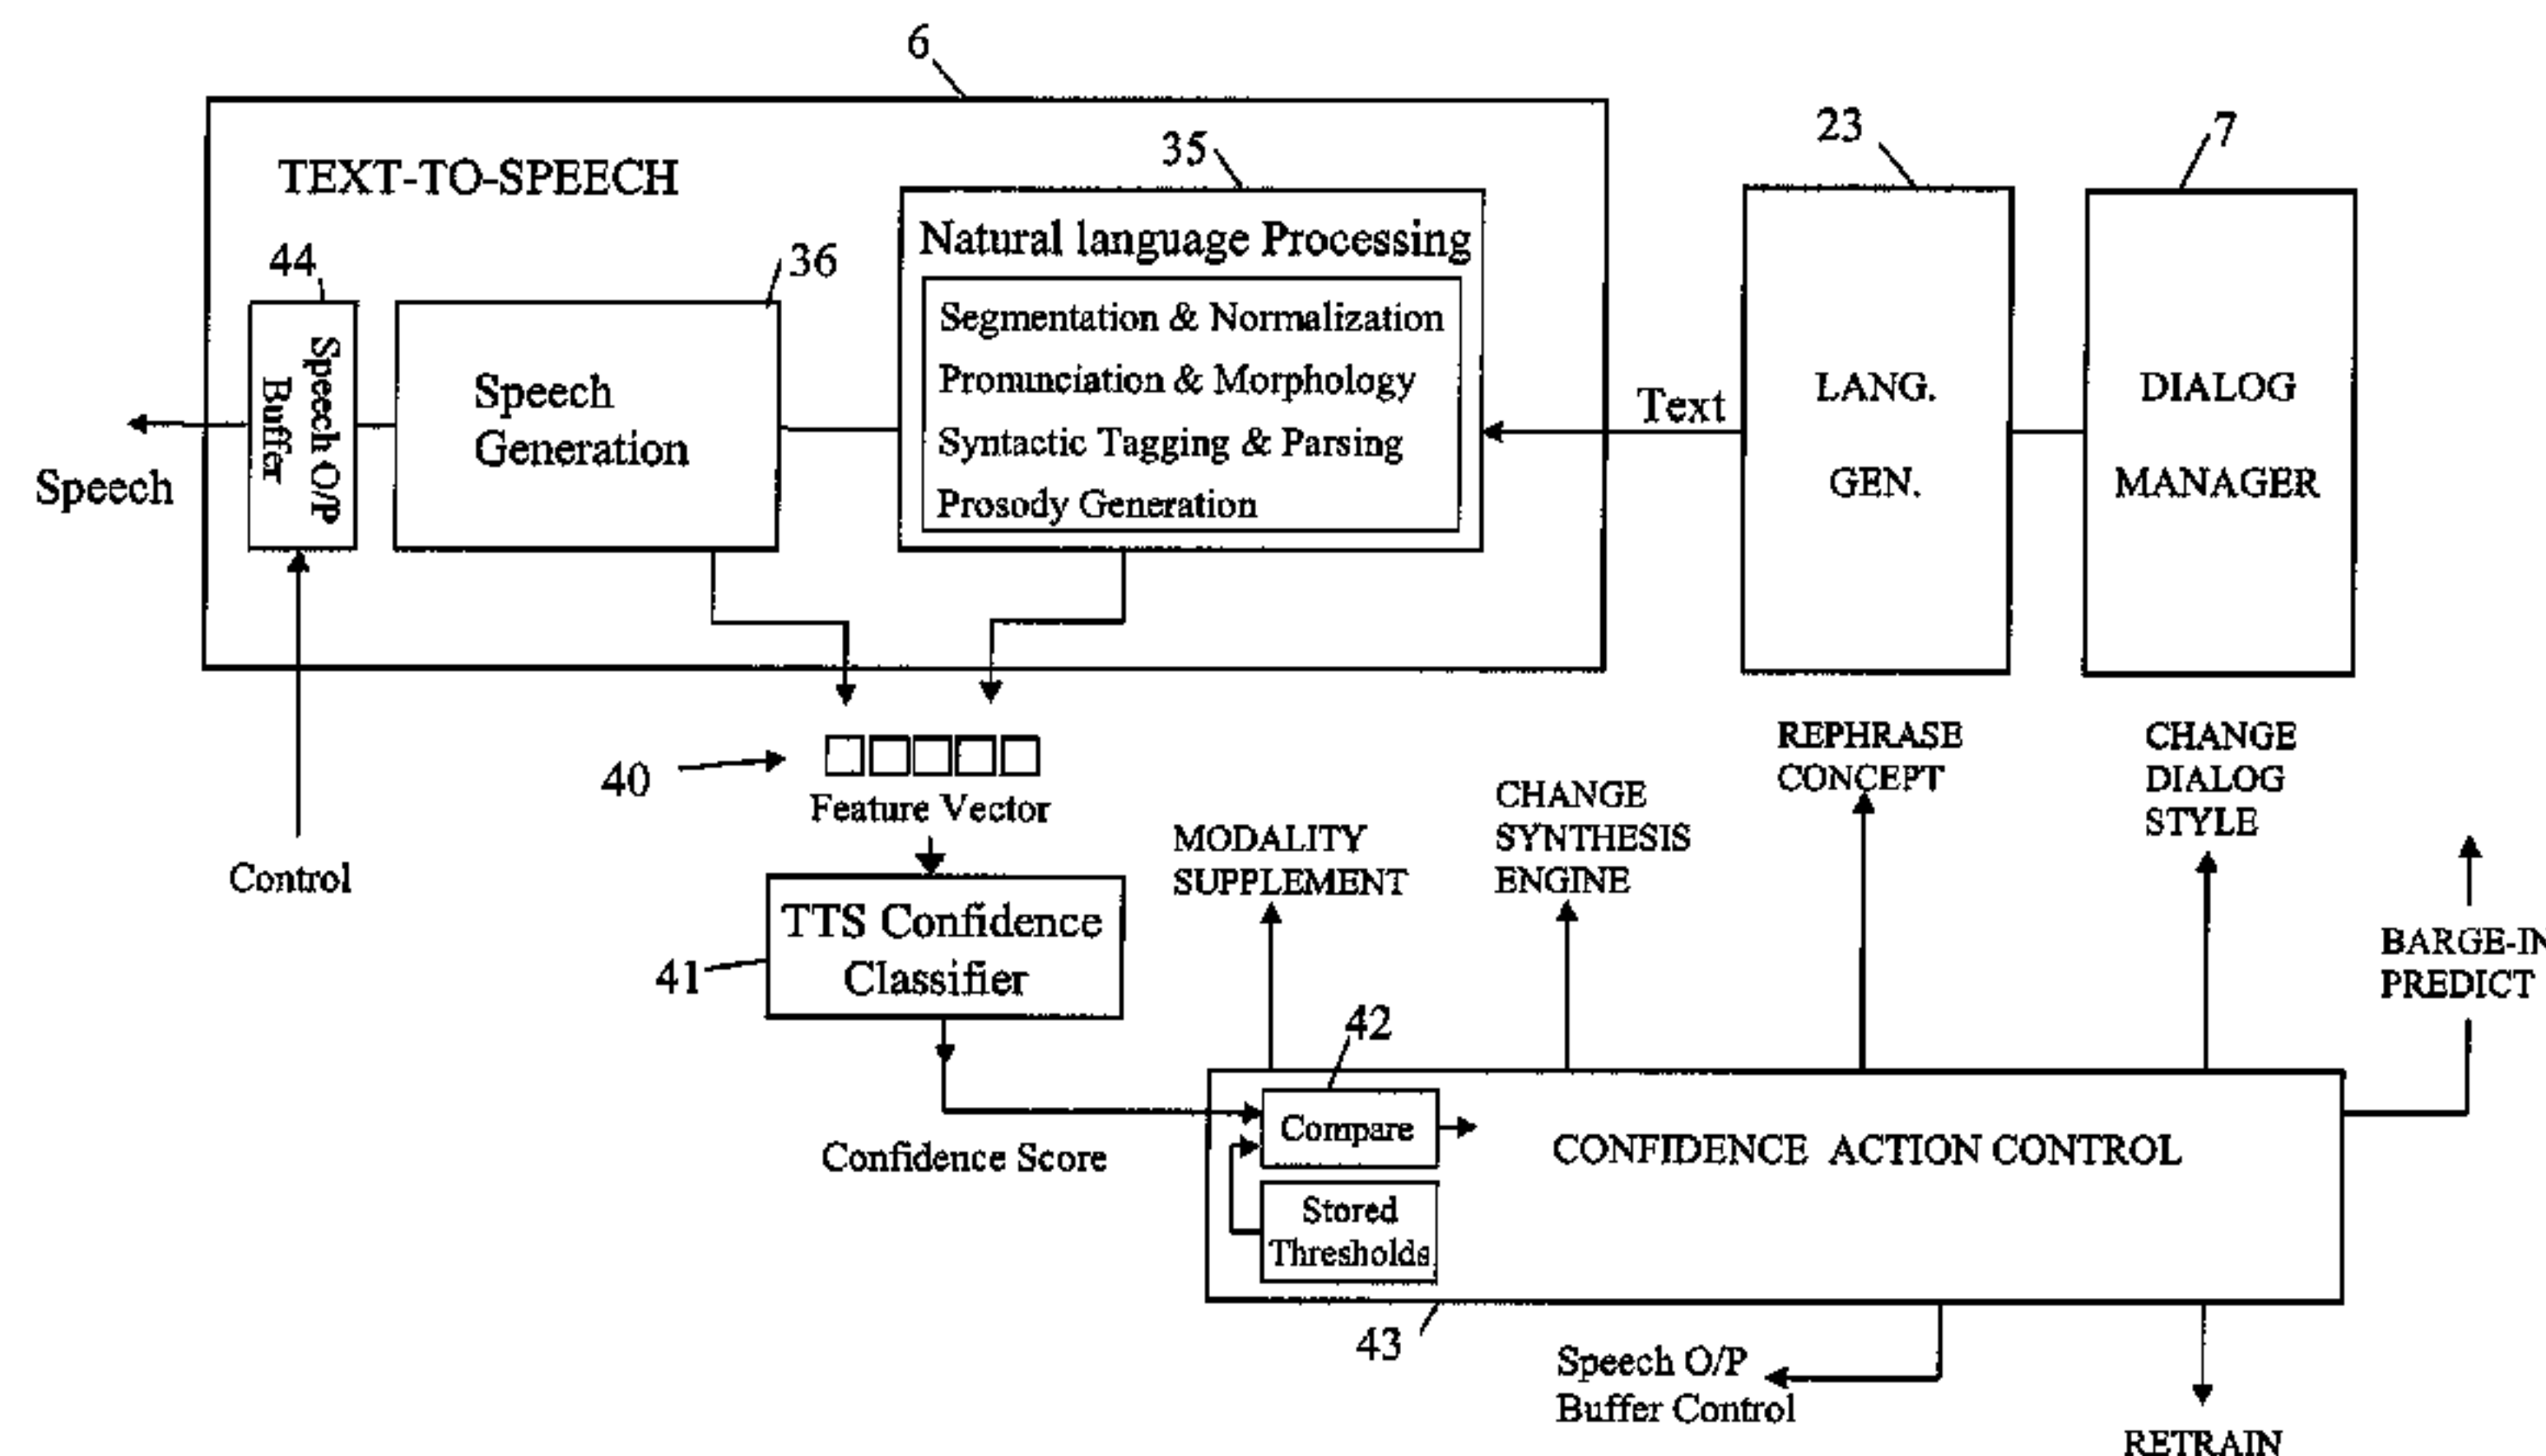 6
TEXT-TO-SPEECH
35
23
7
44
36
Natural language Processing
Segmentation & Normalization
Pronunciation & Morphology
Syntactic Tagging & Parsing
Prosody Generation
Speech O/P
Buffer
Speech
Generation
Text
LANG.
GEN.
DIALOG
MANAGER
Speech
Control
40
Feature Vector
TTS Confidence
Classifier
41
Confidence Score
MODALITY
SUPPLEMENT
CHANGE
SYNTHESIS
ENGINE
REPHRASE
CONCEPT
CHANGE
DIALOG
STYLE
BARGE-IN
PREDICT
42
Compare
Stored
Thresholds
CONFIDENCE ACTION CONTROL
43
Speech O/P
Buffer Control
RETRAIN